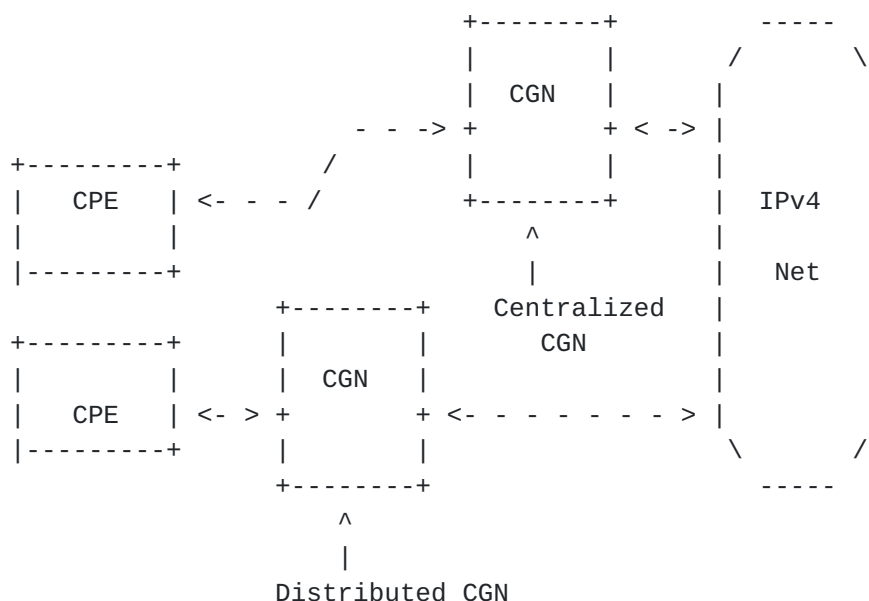 CGN
CPE
IPv4
Net
Centralized
CGN
CGN
CPE
Distributed CGN